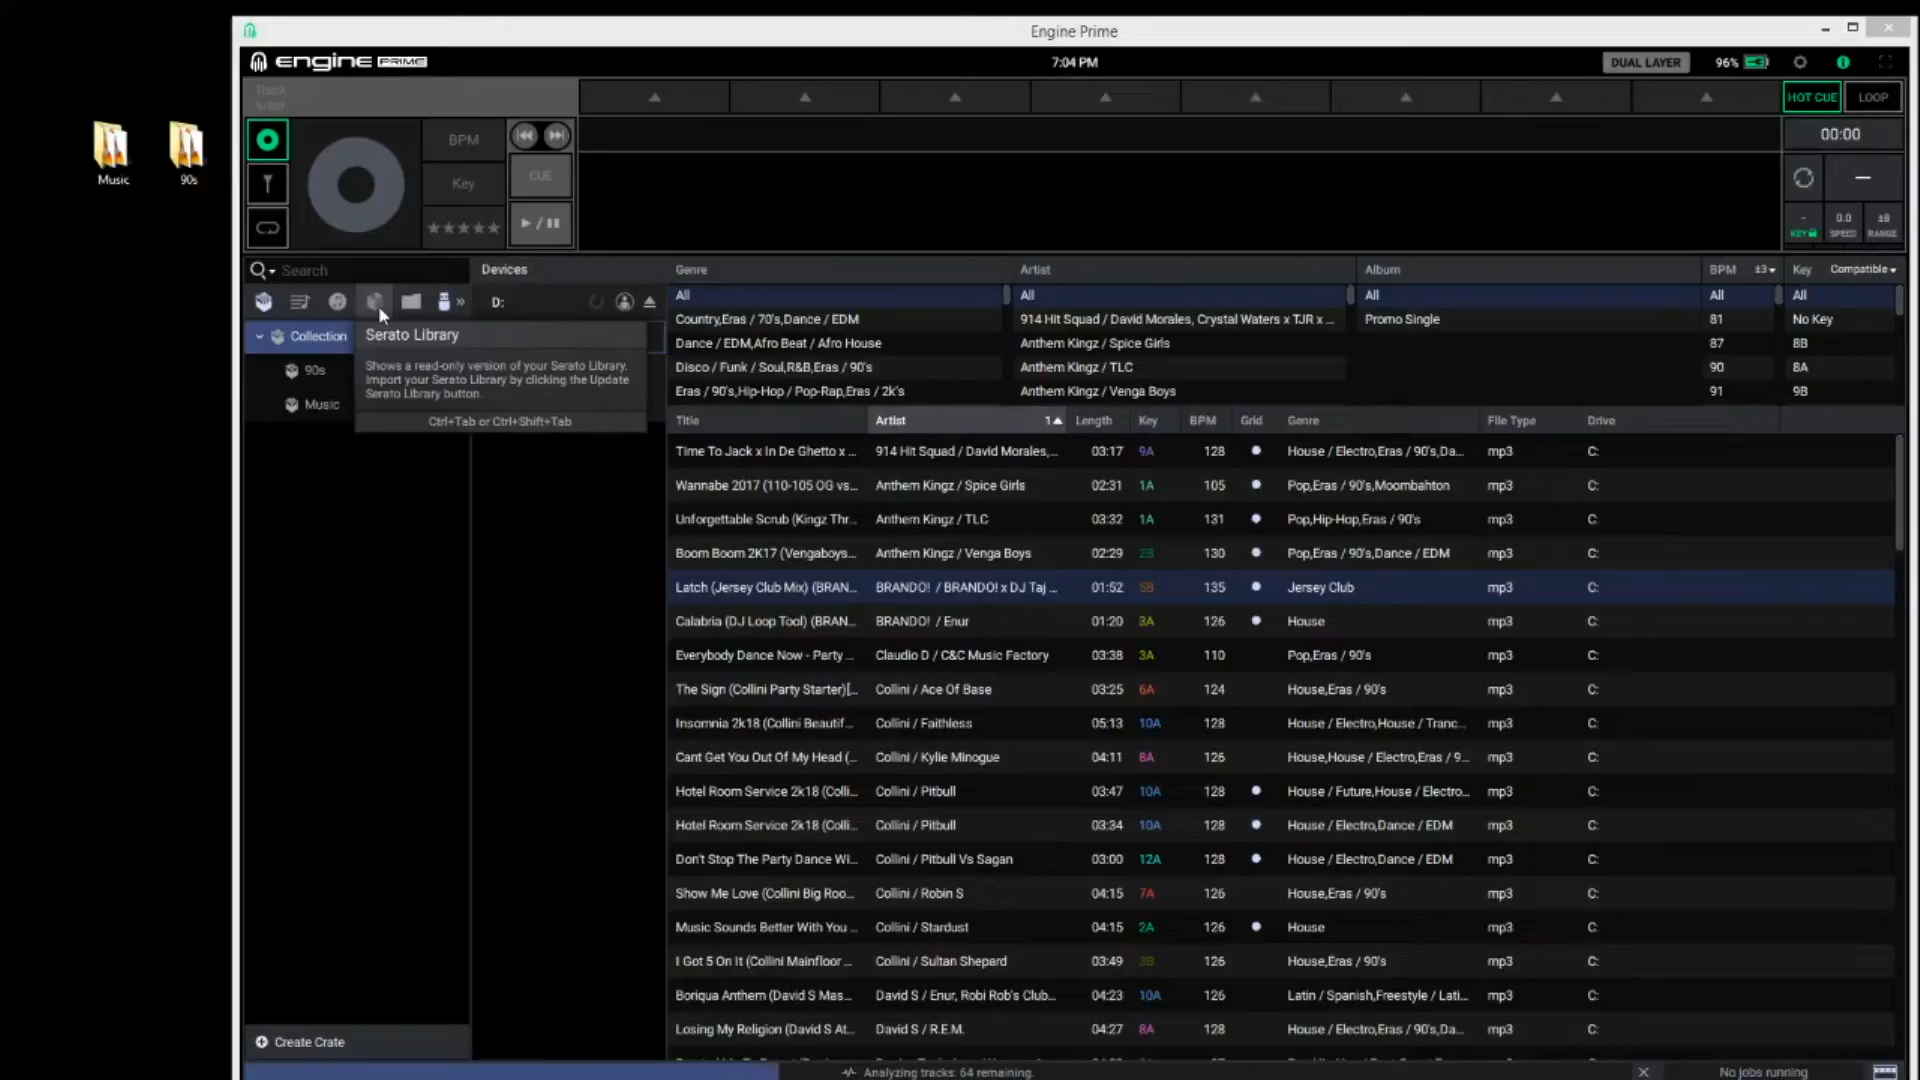 Engine Prime
engine PRIME
7:04 PM
DUAL LAYER
96%
Track
Artist
HOT CUE
LOOP
BPM
Key
CUE
00:00
-
0.0
±8
KEY
SPEED
RANGE
Music
90s
Search
Devices
D:
Collection
90s
Music
Serato Library
Shows a read-only version of your Serato Library.
Import your Serato Library by clicking the Update
Serato Library button.
Ctrl+Tab or Ctrl+Shift+Tab
Create Crate
Genre Artist Album BPM ±3 Key Compatible
All All All All All
Country,Eras / 70's,Dance / EDM 914 Hit Squad / David Morales, Crystal Waters x TJR x ... Promo Single 81 No Key
Dance / EDM,Afro Beat / Afro House Anthem Kingz / Spice Girls 87 8B
Disco / Funk / Soul,R&B,Eras / 90's Anthem Kingz / TLC 90 8A
Eras / 90's,Hip-Hop / Pop-Rap,Eras / 2k's Anthem Kingz / Venga Boys 91 9B
Title Artist 1 Length Key BPM Grid Genre File Type Drive
Time To Jack x In De Ghetto x ... 914 Hit Squad / David Morales,... 03:17 9A 128 House / Electro,Eras / 90's,Da... mp3 C:
Wannabe 2017 (110-105 OG vs... Anthem Kingz / Spice Girls 02:31 1A 105 Pop,Eras / 90's,Moombahton mp3 C:
Unforgettable Scrub (Kingz Thr... Anthem Kingz / TLC 03:32 1A 131 Pop,Hip-Hop,Eras / 90's mp3 C:
Boom Boom 2K17 (Vengaboys... Anthem Kingz / Venga Boys 02:29 2B 130 Pop,Eras / 90's,Dance / EDM mp3 C:
Latch (Jersey Club Mix) (BRAN... BRANDO! / BRANDO! x DJ Taj ... 01:52 5B 135 Jersey Club mp3 C:
Calabria (DJ Loop Tool) (BRAN... BRANDO! / Enur 01:20 3A 126 House mp3 C:
Everybody Dance Now - Party ... Claudio D / C&C Music Factory 03:38 3A 110 Pop,Eras / 90's mp3 C:
The Sign (Collini Party Starter)[... Collini / Ace Of Base 03:25 6A 124 House,Eras / 90's mp3 C:
Insomnia 2k18 (Collini Beautif... Collini / Faithless 05:13 10A 128 House / Electro,House / Tranc... mp3 C:
Cant Get You Out Of My Head (... Collini / Kylie Minogue 04:11 8A 126 House,House / Electro,Eras / 9... mp3 C:
Hotel Room Service 2k18 (Colli... Collini / Pitbull 03:47 10A 128 House / Future,House / Electro... mp3 C:
Hotel Room Service 2k18 (Colli... Collini / Pitbull 03:34 10A 128 House / Electro,Dance / EDM mp3 C:
Don't Stop The Party Dance Wi... Collini / Pitbull Vs Sagan 03:00 12A 128 House / Electro,Dance / EDM mp3 C:
Show Me Love (Collini Big Roo... Collini / Robin S 04:15 7A 126 House,Eras / 90's mp3 C:
Music Sounds Better With You ... Collini / Stardust 04:15 2A 126 House mp3 C:
I Got 5 On It (Collini Mainfloor ... Collini / Sultan Shepard 03:49 3B 126 House,Eras / 90's mp3 C:
Boriqua Anthem (David S Mas... David S / Enur, Robi Rob's Club... 04:23 10A 126 Latin / Spanish,Freestyle / Lati... mp3 C:
Losing My Religion (David S At... David S / R.E.M. 04:27 8A 128 House / Electro,Eras / 90's,Da... mp3 C:
Analyzing tracks: 64 remaining.
No jobs running